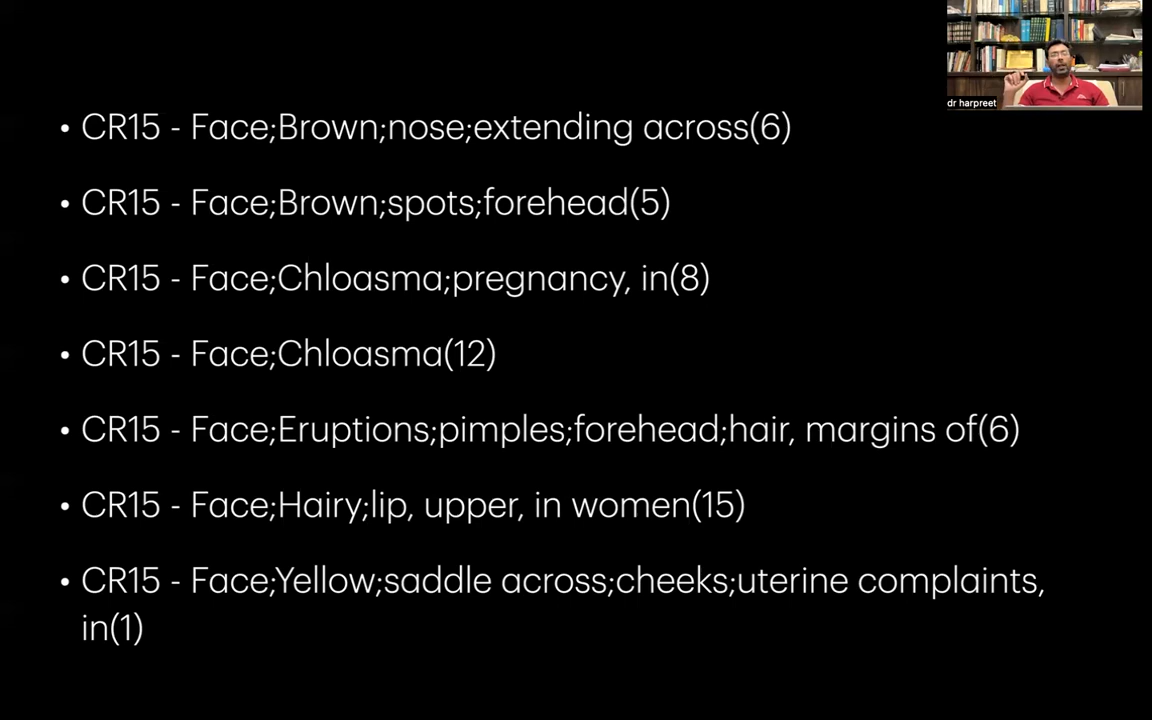 dr harpreet
• CR15 - Face;Brown;nose;extending across(6)
• CR15 - Face;Brown;spots;forehead(5)
• CR15 - Face;Chloasma;pregnancy, in(8)
• CR15 - Face;Chloasma(12)
• CR15 - Face;Eruptions;pimples;forehead;hair, margins of(6)
• CR15 - Face;Hairy;lip, upper, in women(15)
• CR15 - Face;Yellow;saddle across;cheeks;uterine complaints,
in(1)